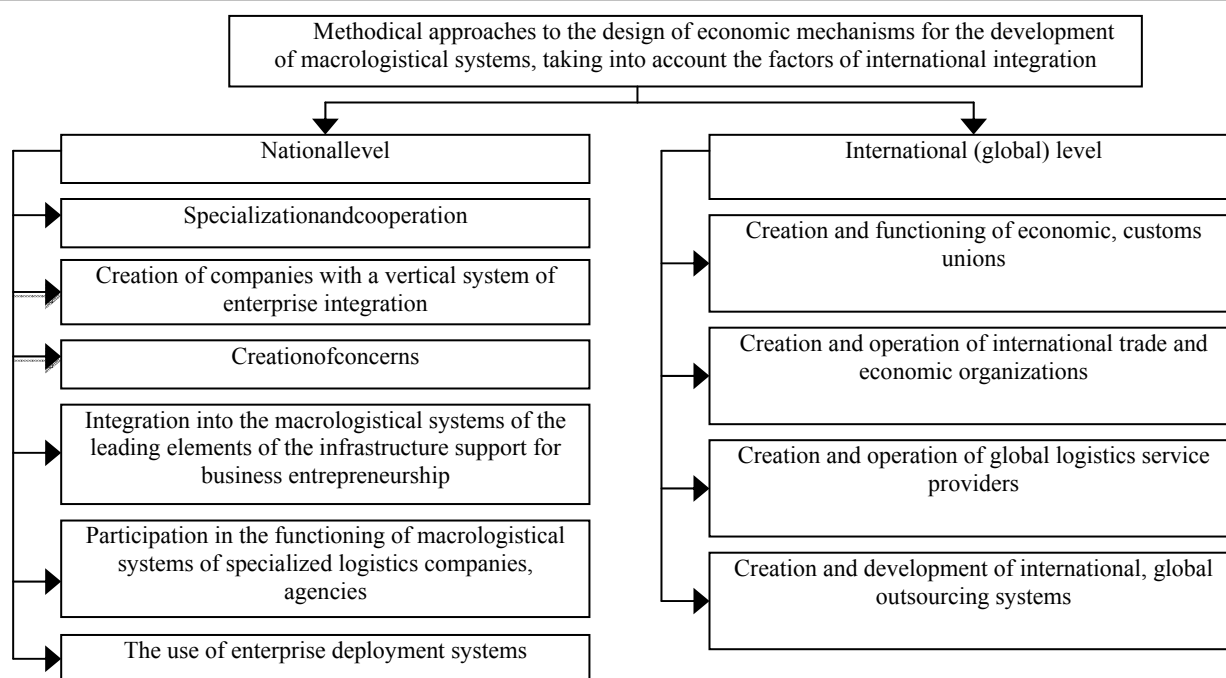 Methodical approaches to the design of economic mechanisms for the development
of macrologistical systems, taking into account the factors of international integration
Nationallevel
Specializationandcooperation
Creation of companies with a vertical system of
enterprise integration
Creationofconcerns
Integration into the macrologistical systems of the
leading elements of the infrastructure support for
business entrepreneurship
Participation in the functioning of macrologistical
systems of specialized logistics companies,
agencies
The use of enterprise deployment systems
International (global) level
Creation and functioning of economic, customs
unions
Creation and operation of international trade and
economic organizations
Creation and operation of global logistics service
providers
Creation and development of international, global
outsourcing systems